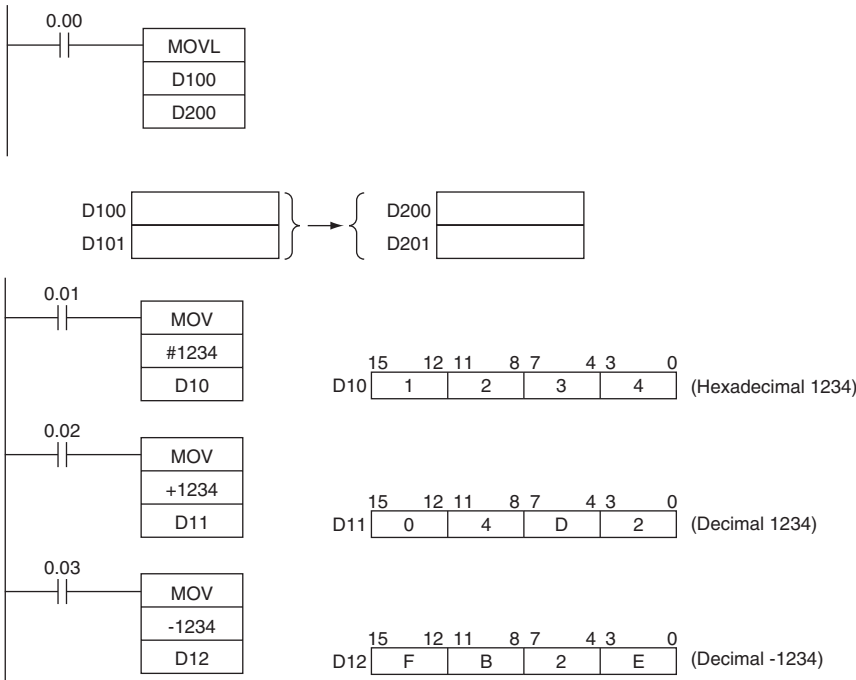 0.00
MOVL
D100
D200
D100 D200
D101 D201
0.01
MOV
#1234
D10
15 12 11 8 7 4 3 0
D10 1 2 3 4 (Hexadecimal 1234)
0.02
MOV
+1234
D11
15 12 11 8 7 4 3 0
D11 0 4 D 2 (Decimal 1234)
0.03
MOV
-1234
D12
15 12 11 8 7 4 3 0
D12 F B 2 E (Decimal -1234)